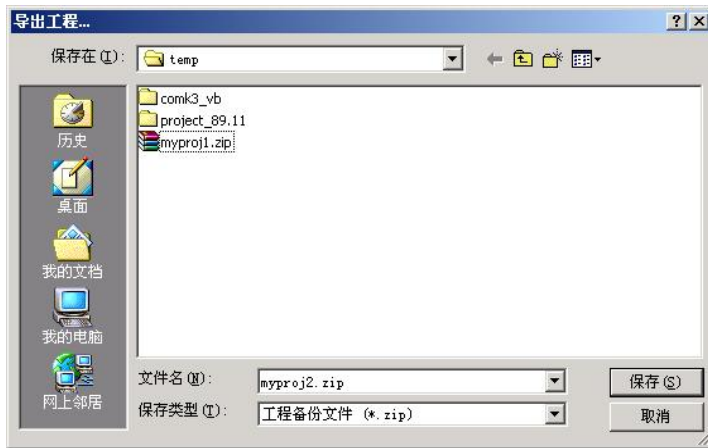 导出工程...
保存在(I):
temp
comk3_vb
project_89.11
myproj1.zip
历史
桌面
我的文档
我的电脑
网上邻居
文件名(N):
myproj2.zip
保存(S)
保存类型(T):
工程备份文件 (*.zip)
取消